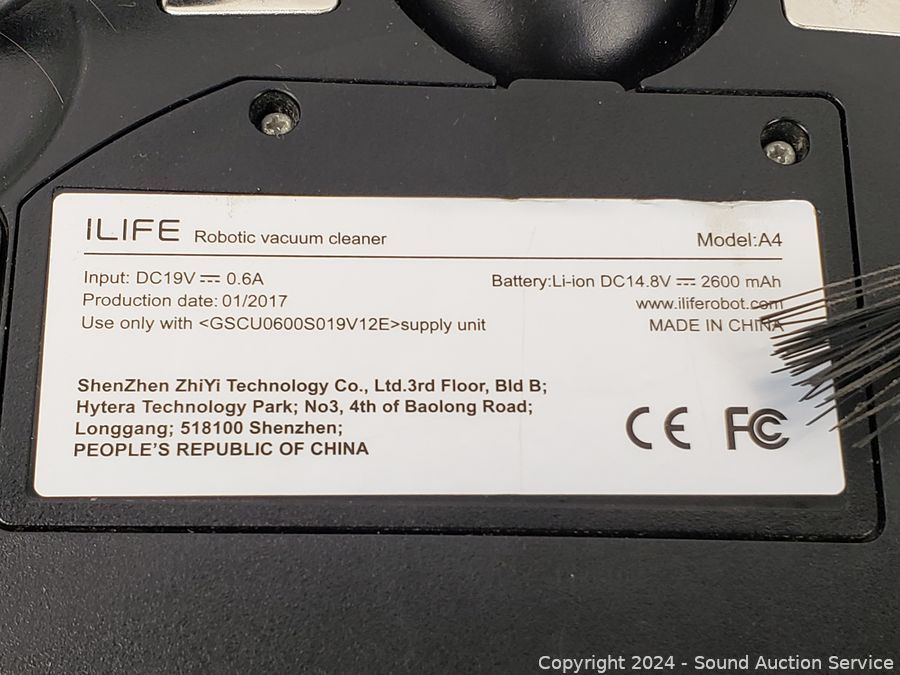 ILIFE Robotic vacuum cleaner Model:A4
Input: DC19V ⎓ 0.6A Battery:Li-ion DC14.8V ⎓ 2600 mAh
Production date: 01/2017 www.iliferobot.com
Use only with <GSCU0600S019V12E>supply unit MADE IN CHINA
ShenZhen ZhiYi Technology Co., Ltd.3rd Floor, Bld B;
Hytera Technology Park; No3, 4th of Baolong Road;
Longgang; 518100 Shenzhen;
PEOPLE'S REPUBLIC OF CHINA
CE FC
Copyright 2024 - Sound Auction Service